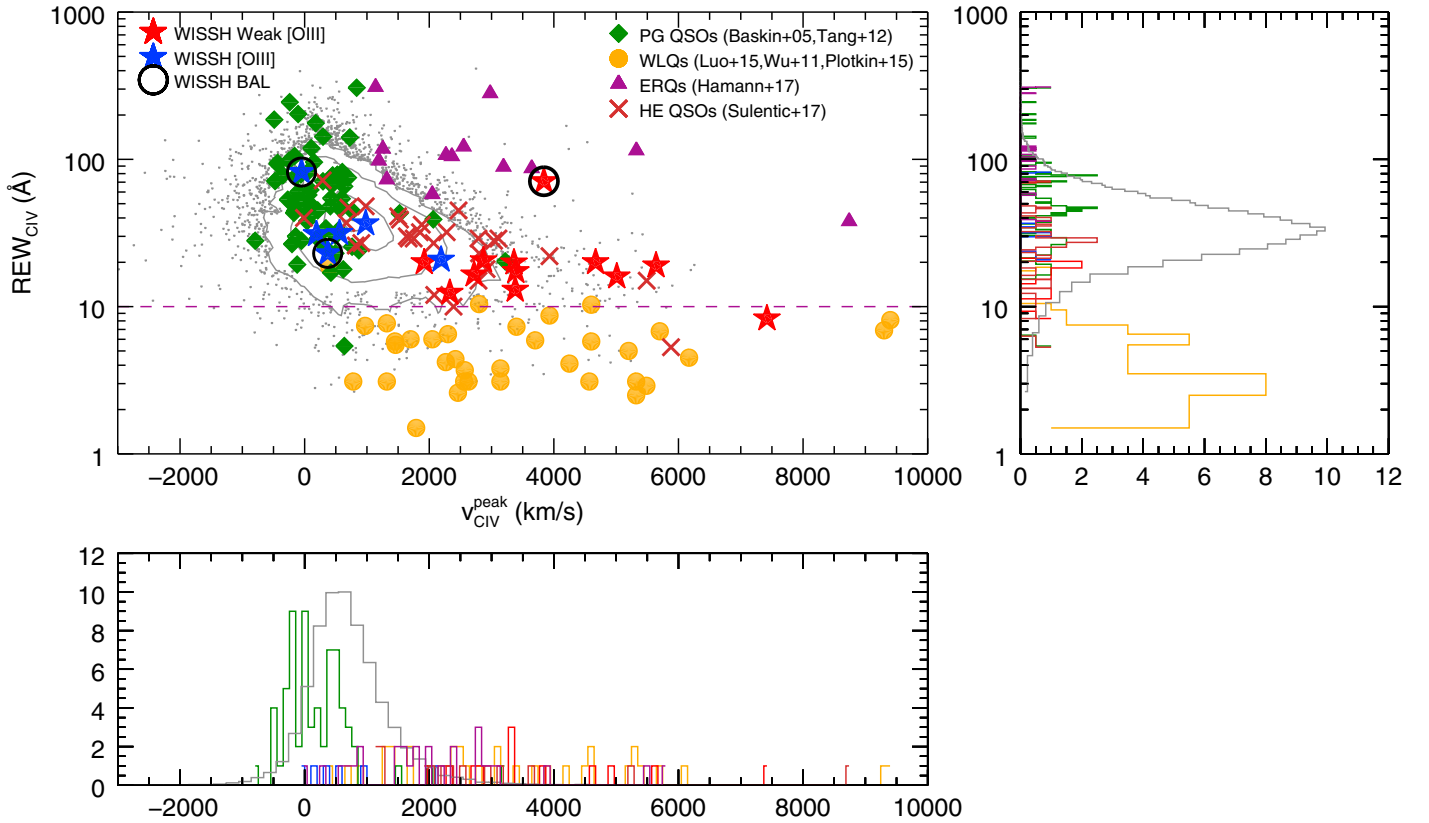 WISSH Weak [OIII]
WISSH [OIII]
WISSH BAL
PG QSOs (Baskin+05,Tang+12)
WLQs (Luo+15,Wu+11,Plotkin+15)
ERQs (Hamann+17)
HE QSOs (Sulentic+17)
REW_CIV (Å)
1000
100
10
1
−2000 0 2000 4000 6000 8000 10000
v_CIV^peak (km/s)
1000
100
10
1
0 2 4 6 8 10 12
12
10
8
6
4
2
0
−2000 0 2000 4000 6000 8000 10000